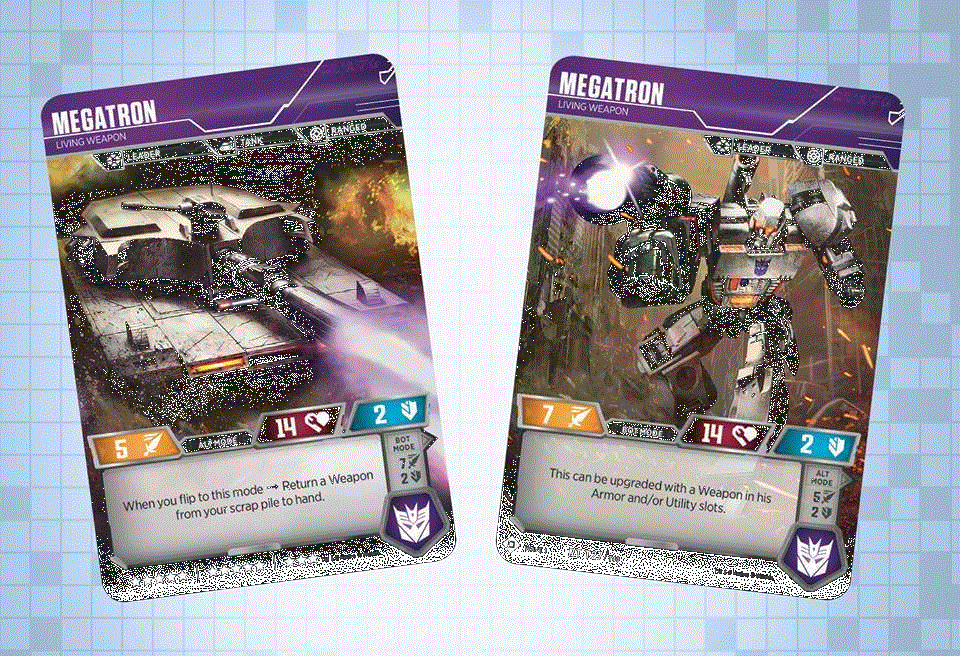 MEGATRON
LIVING WEAPON
LEADER
TANK
RANGED
5
ALT MODE
14
2
BOT
MODE
7
2
When you flip to this mode → Return a Weapon
from your scrap pile to hand.
MEGATRON
LIVING WEAPON
LEADER
RANGED
7
BOT MODE
14
2
ALT
MODE
5
2
This can be upgraded with a Weapon in his
Armor and/or Utility slots.